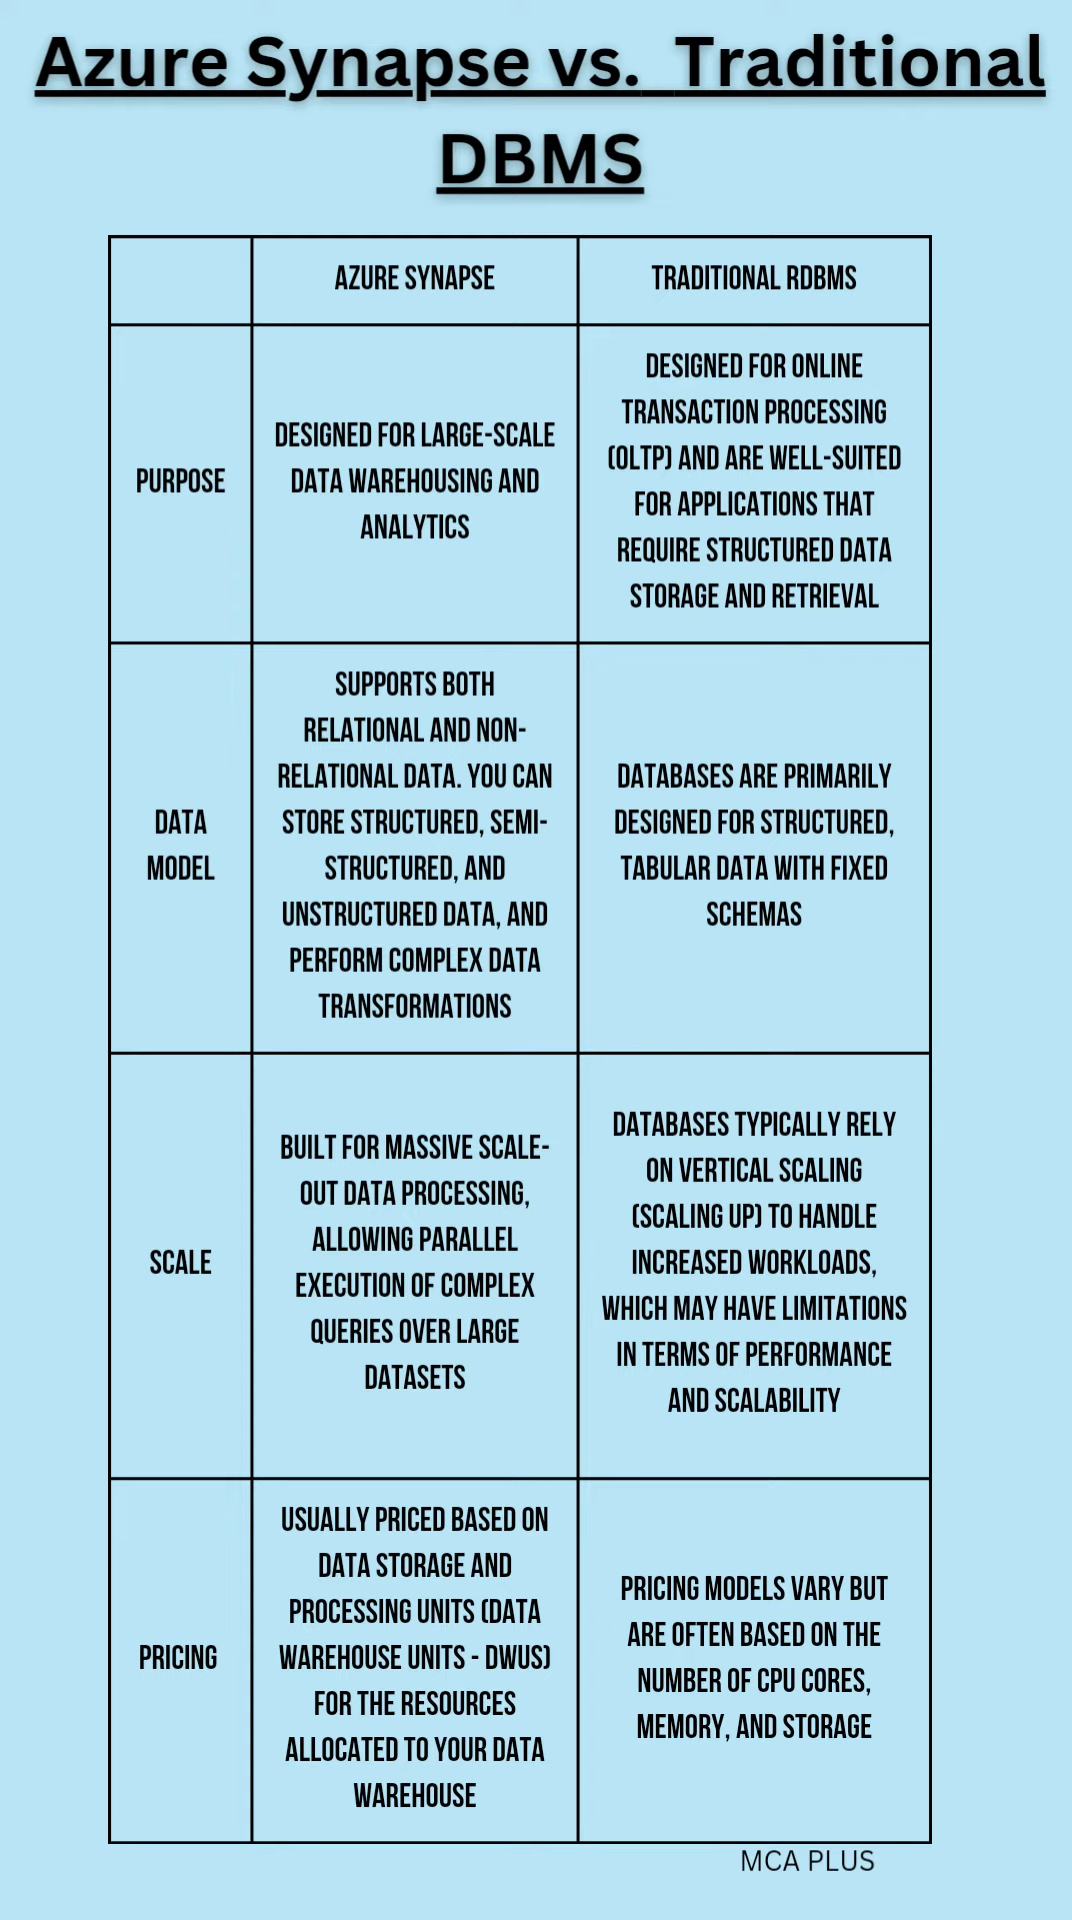 Azure Synapse vs. Traditional
DBMS
AZURE SYNAPSE
TRADITIONAL RDBMS
PURPOSE
DESIGNED FOR LARGE-SCALE
DATA WAREHOUSING AND
ANALYTICS
DESIGNED FOR ONLINE
TRANSACTION PROCESSING
(OLTP) AND ARE WELL-SUITED
FOR APPLICATIONS THAT
REQUIRE STRUCTURED DATA
STORAGE AND RETRIEVAL
DATA
MODEL
SUPPORTS BOTH
RELATIONAL AND NON-
RELATIONAL DATA. YOU CAN
STORE STRUCTURED, SEMI-
STRUCTURED, AND
UNSTRUCTURED DATA, AND
PERFORM COMPLEX DATA
TRANSFORMATIONS
DATABASES ARE PRIMARILY
DESIGNED FOR STRUCTURED,
TABULAR DATA WITH FIXED
SCHEMAS
SCALE
BUILT FOR MASSIVE SCALE-
OUT DATA PROCESSING,
ALLOWING PARALLEL
EXECUTION OF COMPLEX
QUERIES OVER LARGE
DATASETS
DATABASES TYPICALLY RELY
ON VERTICAL SCALING
(SCALING UP) TO HANDLE
INCREASED WORKLOADS,
WHICH MAY HAVE LIMITATIONS
IN TERMS OF PERFORMANCE
AND SCALABILITY
PRICING
USUALLY PRICED BASED ON
DATA STORAGE AND
PROCESSING UNITS (DATA
WAREHOUSE UNITS - DWUS)
FOR THE RESOURCES
ALLOCATED TO YOUR DATA
WAREHOUSE
PRICING MODELS VARY BUT
ARE OFTEN BASED ON THE
NUMBER OF CPU CORES,
MEMORY, AND STORAGE
MCA PLUS